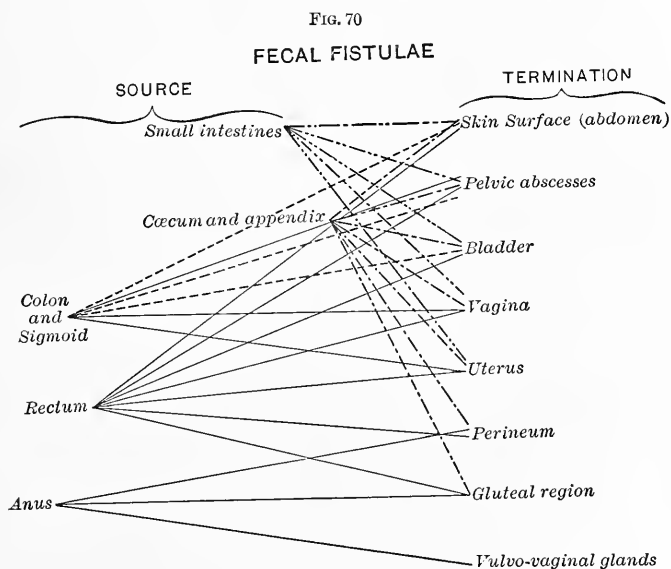 FIG. 70
FECAL FISTULAE
SOURCE
TERMINATION
Small intestines
Skin Surface (abdomen)
Pelvic abscesses
Cæcum and appendix
Bladder
Colon
and
Sigmoid
Vagina
Uterus
Rectum
Perineum
Gluteal region
Anus
Vulvo-vaginal glands